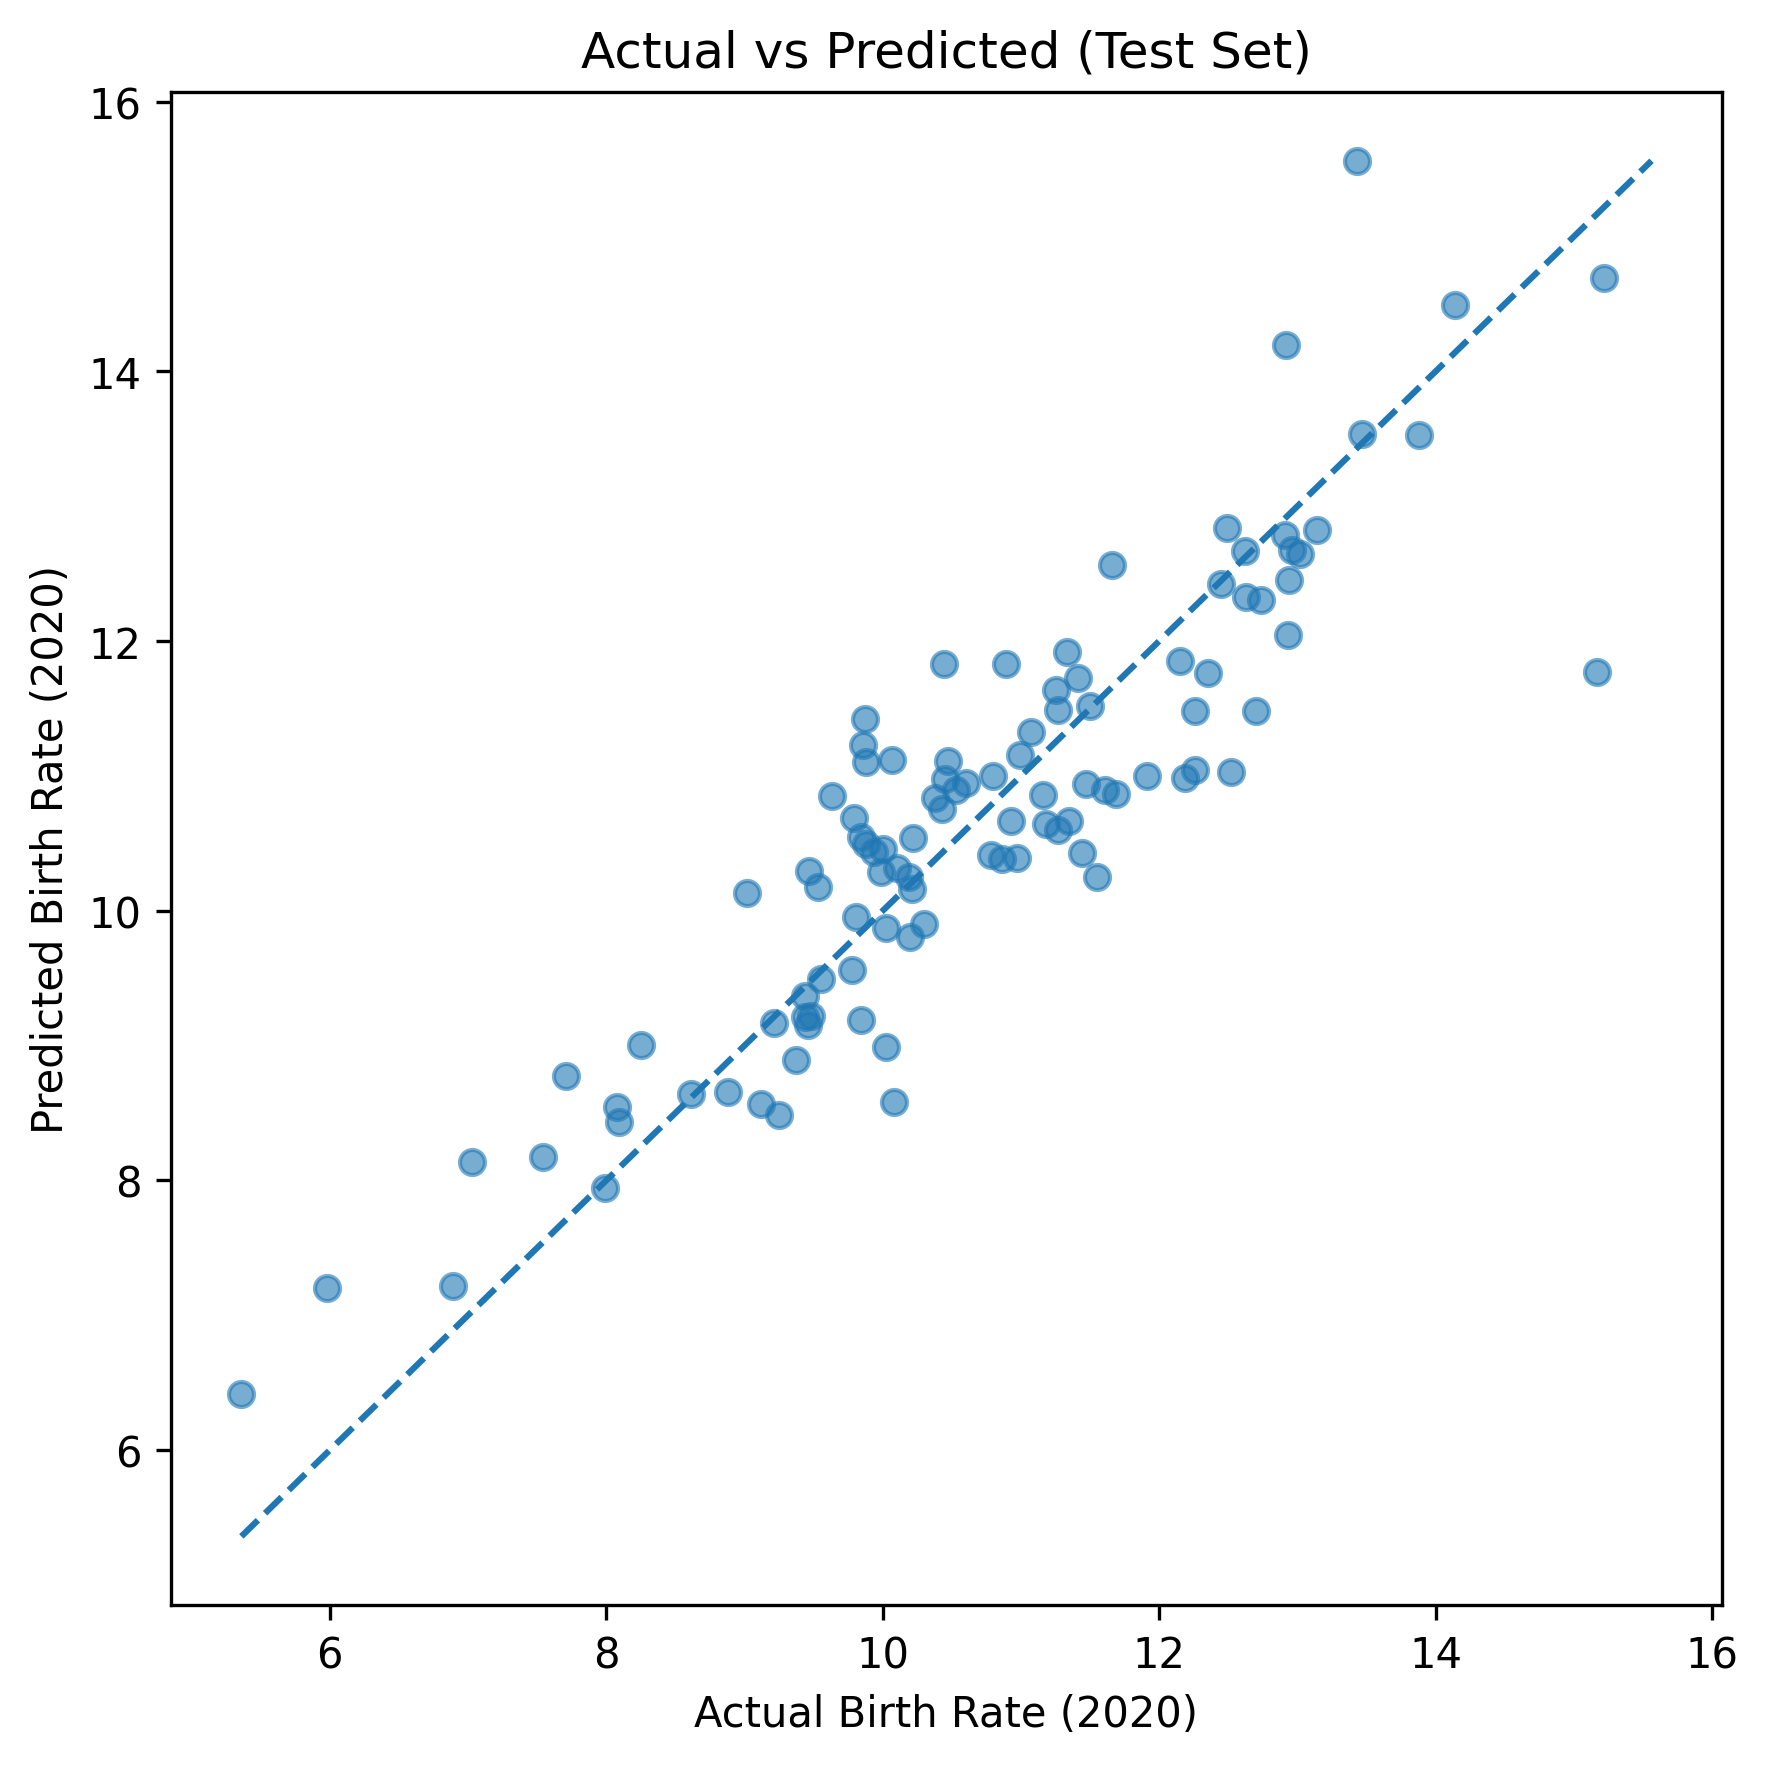 Actual vs Predicted (Test Set)
16
14
12
10
8
6
Predicted Birth Rate (2020)
6 8 10 12 14 16
Actual Birth Rate (2020)